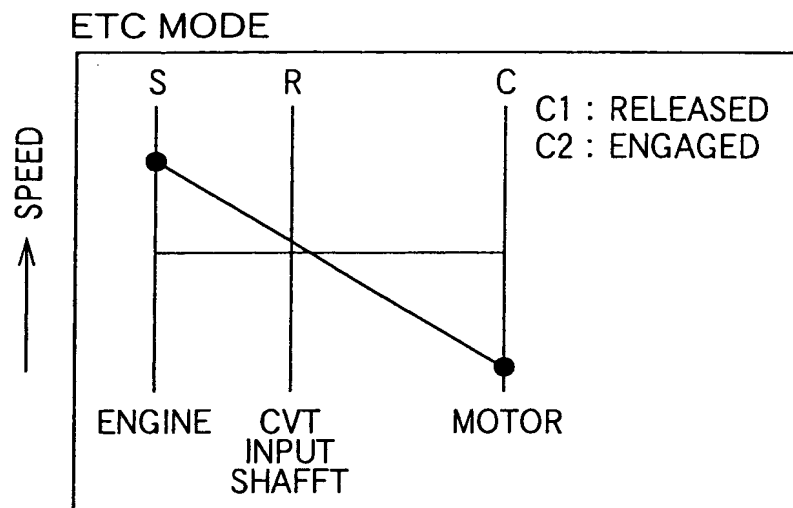 ETC MODE
S R C
C1 : RELEASED
C2 : ENGAGED
SPEED
ENGINE CVT MOTOR
INPUT
SHAFFT